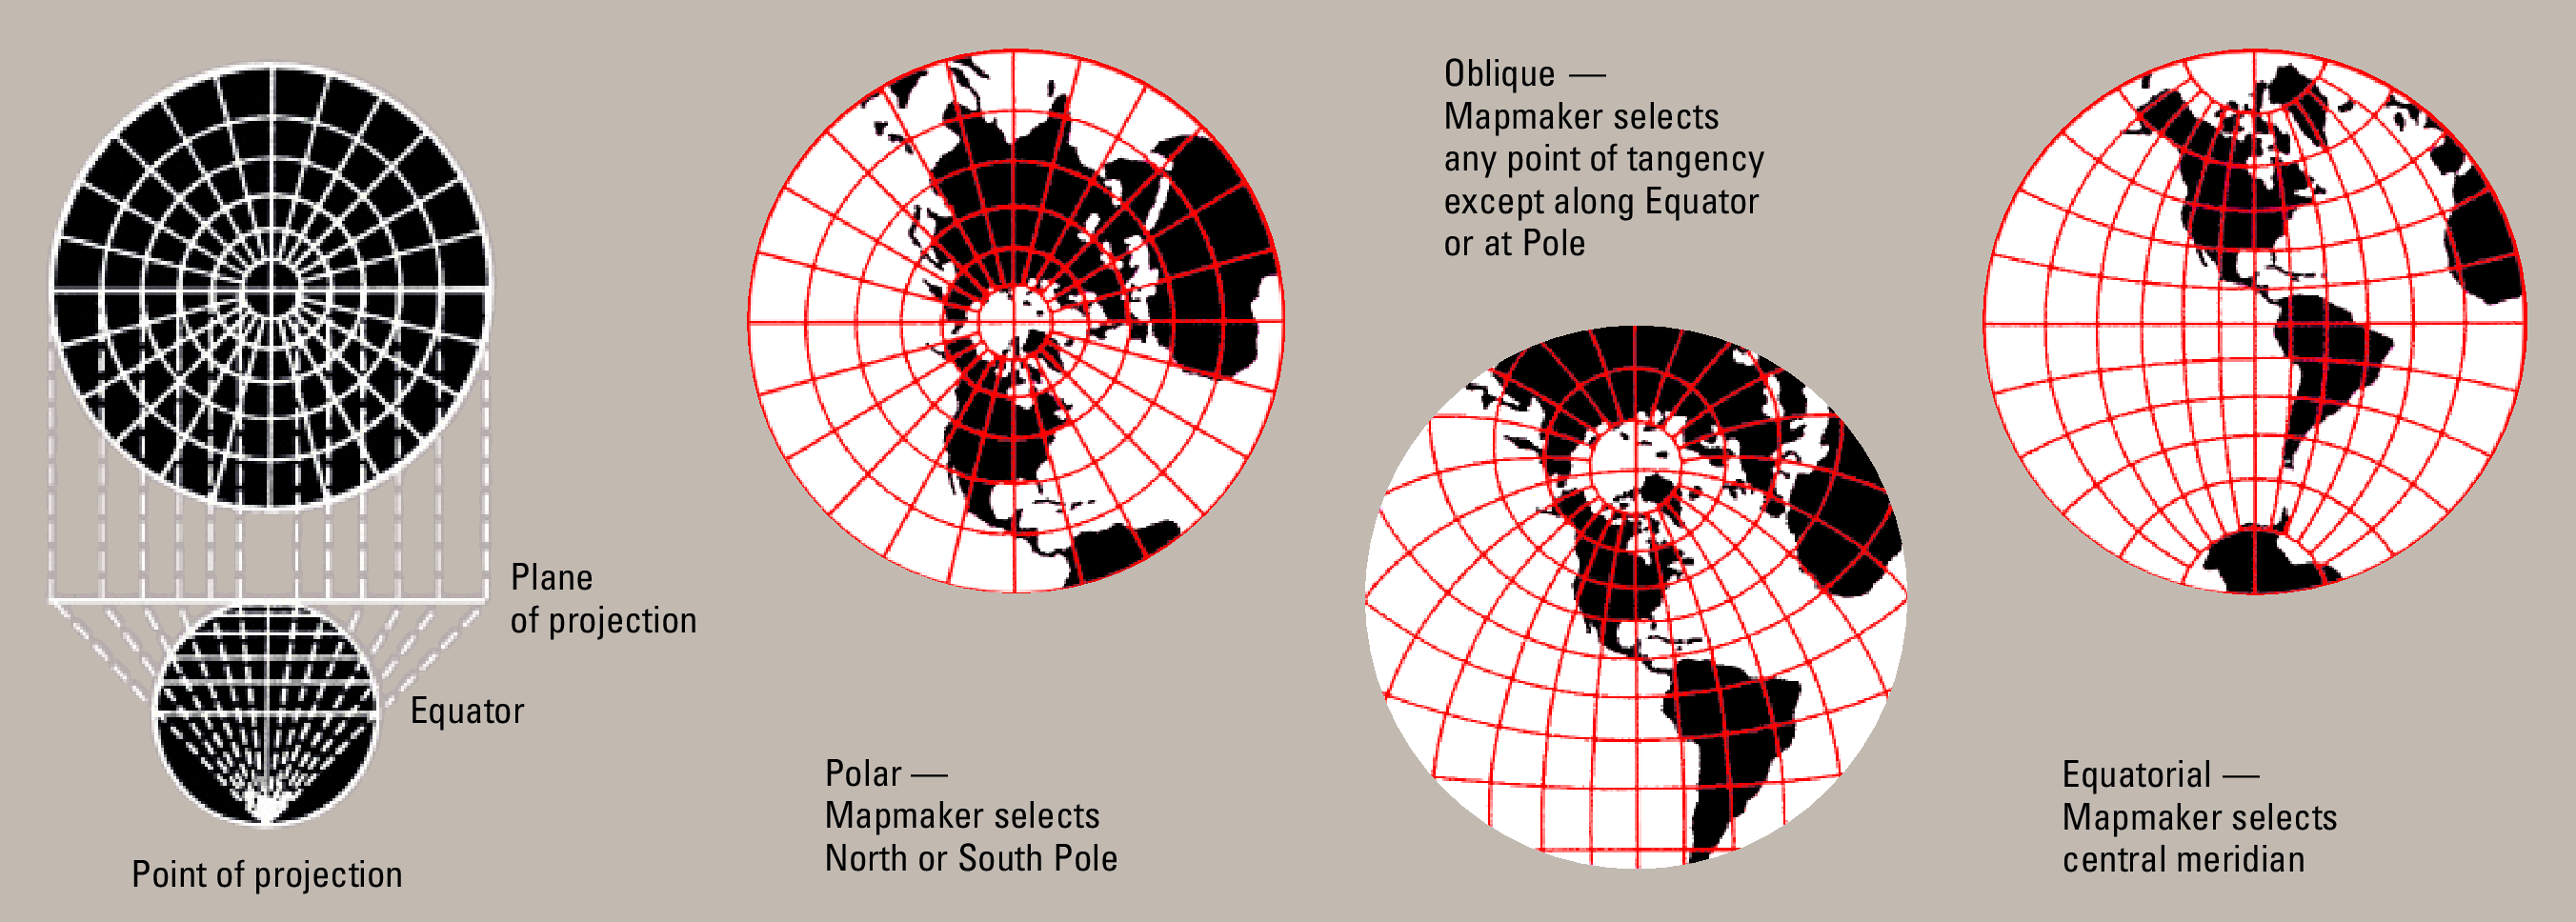 Plane
of projection
Equator
Point of projection
Polar —
Mapmaker selects
North or South Pole
Oblique —
Mapmaker selects
any point of tangency
except along Equator
or at Pole
Equatorial —
Mapmaker selects
central meridian